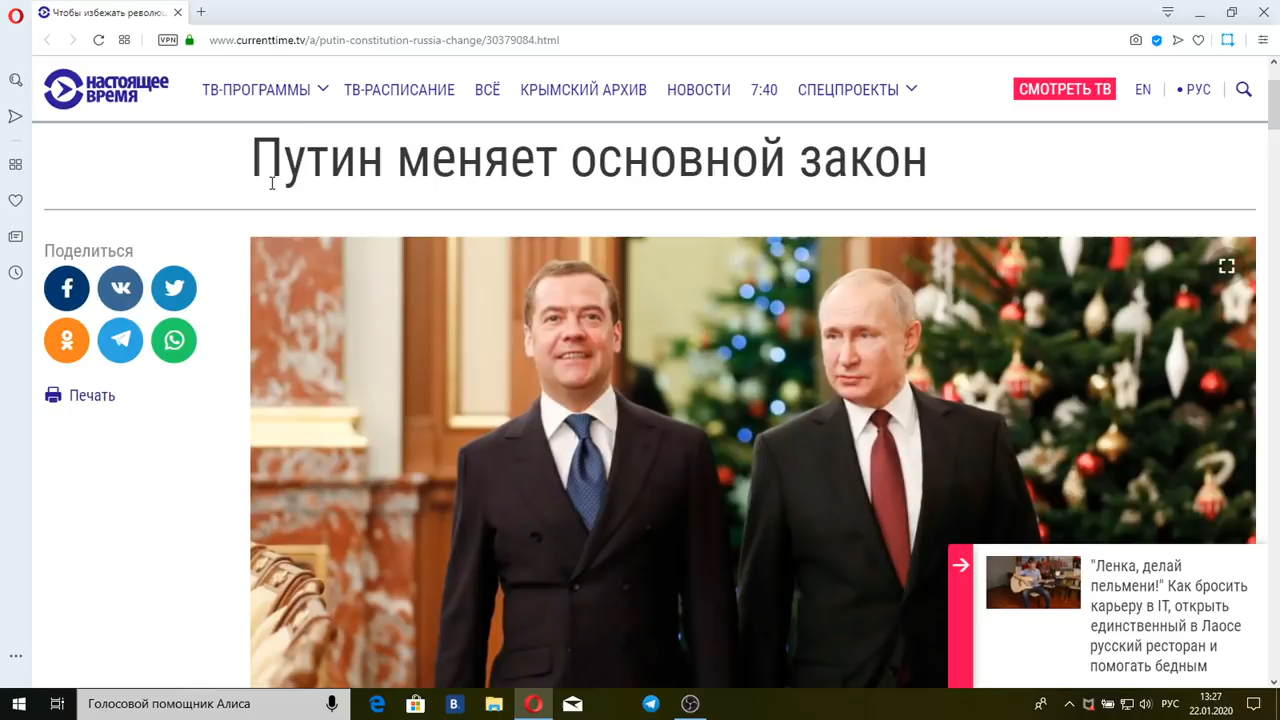 Чтобы избежать революц
VPN
www.currenttime.tv/a/putin-constitution-russia-change/30379084.html
НАСТОЯЩЕЕ
ВРЕМЯ
ТВ-ПРОГРАММЫ
ТВ-РАСПИСАНИЕ
ВСЁ
КРЫМСКИЙ АРХИВ
НОВОСТИ
7:40
СПЕЦПРОЕКТЫ
СМОТРЕТЬ ТВ
EN
• РУС
Путин меняет основной закон
Поделиться
Печать
"Ленка, делай
пельмени!" Как бросить
карьеру в IT, открыть
единственный в Лаосе
русский ресторан и
помогать бедным
Голосовой помощник Алиса
РУС
13:27
22.01.2020